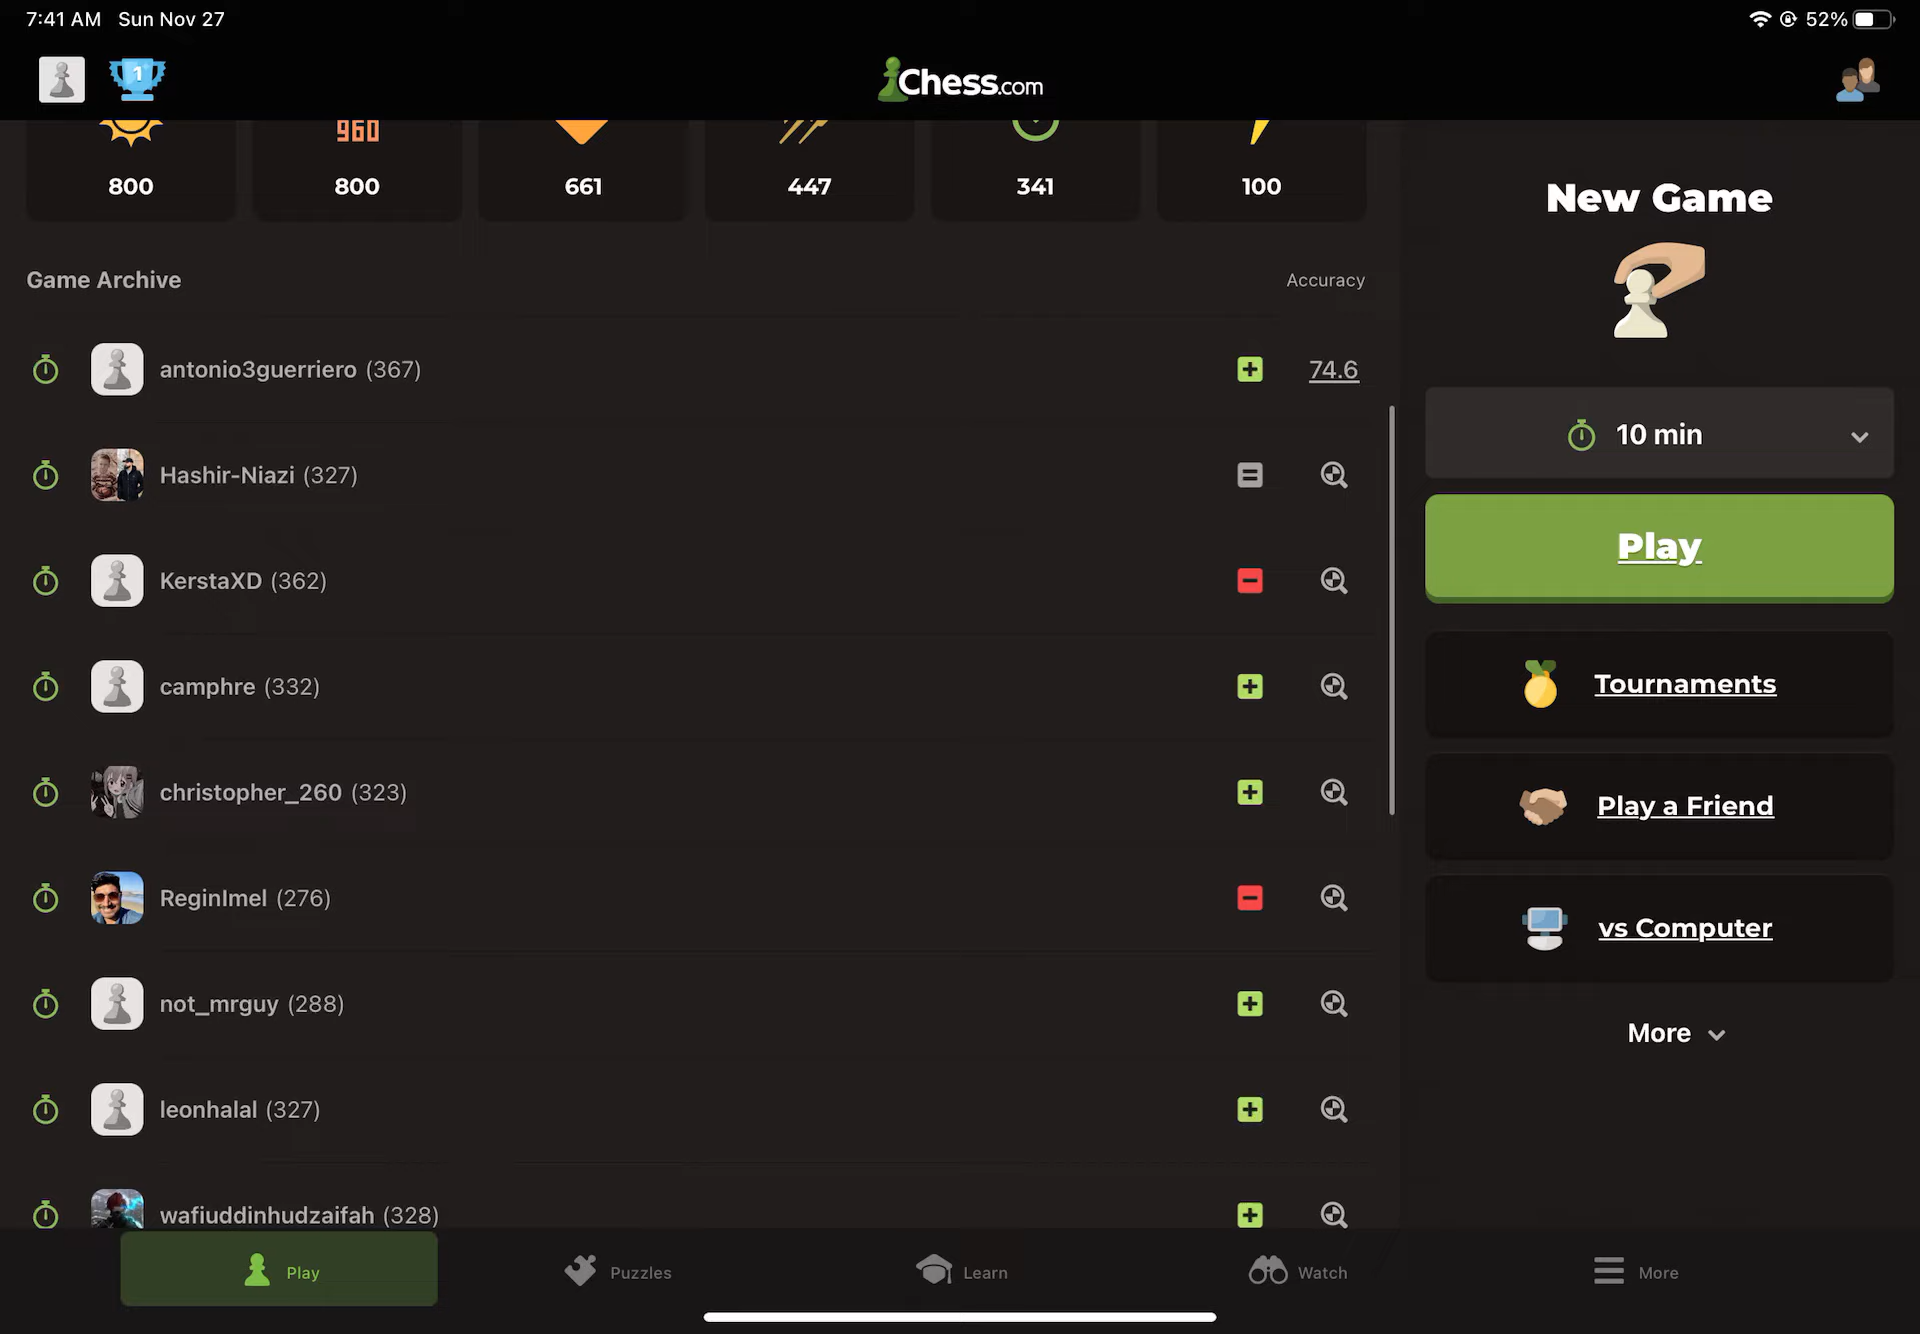 7:41 AM Sun Nov 27
52%
1
Chess.com
960
800
800
661
447
341
100
New Game
Game Archive
Accuracy
antonio3guerriero (367)
74.6
Hashir-Niazi (327)
10 min
KerstaXD (362)
Play
camphre (332)
Tournaments
christopher_260 (323)
Play a Friend
ReginImel (276)
vs Computer
not_mrguy (288)
More
leonhalal (327)
wafiuddinhudzaifah (328)
Play
Puzzles
Learn
Watch
More